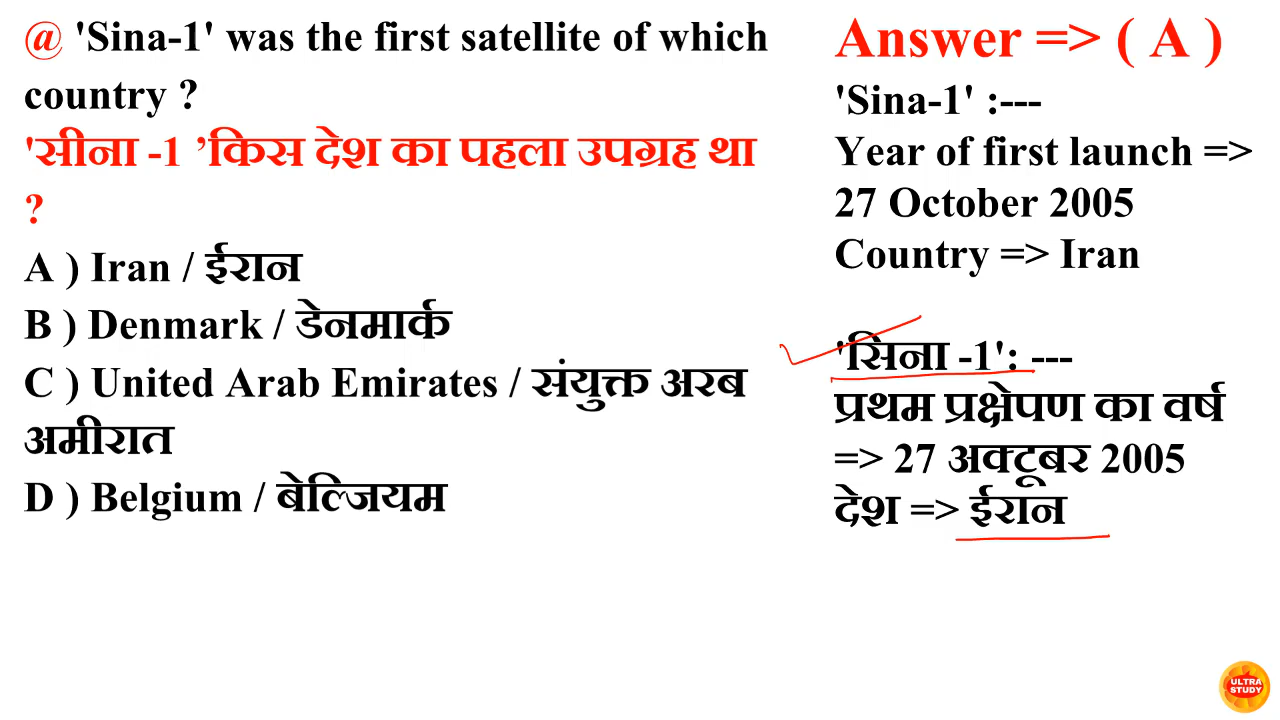 @ 'Sina-1' was the first satellite of which
country ?
'सीना -1 ’किस देश का पहला उपग्रह था
?
A ) Iran / ईरान
B ) Denmark / डेनमार्क
C ) United Arab Emirates / संयुक्त अरब
अमीरात
D ) Belgium / बेल्जियम
Answer => ( A )
'Sina-1' :---
Year of first launch =>
27 October 2005
Country => Iran
'सिना -1': ---
प्रथम प्रक्षेपण का वर्ष
=> 27 अक्टूबर 2005
देश => ईरान
ULTRA
STUDY